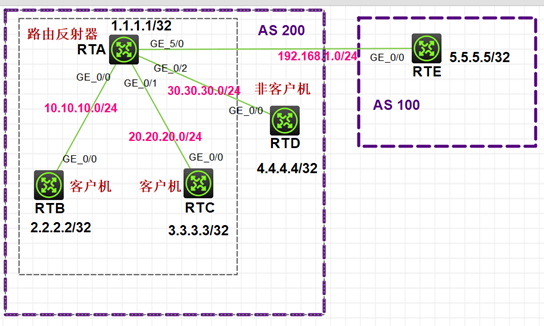 1.1.1.1/32
AS 200
路由反射器
RTA
GE_5/0
192.168.1.0/24
GE_0/0
5.5.5.5/32
RTE
AS 100
GE_0/0
GE_0/2
GE_0/1
30.30.30.0/24
非客户机
10.10.10.0/24
GE_0/0
RTD
20.20.20.0/24
4.4.4.4/32
GE_0/0
GE_0/0
客户机
客户机
RTB
RTC
2.2.2.2/32
3.3.3.3/32